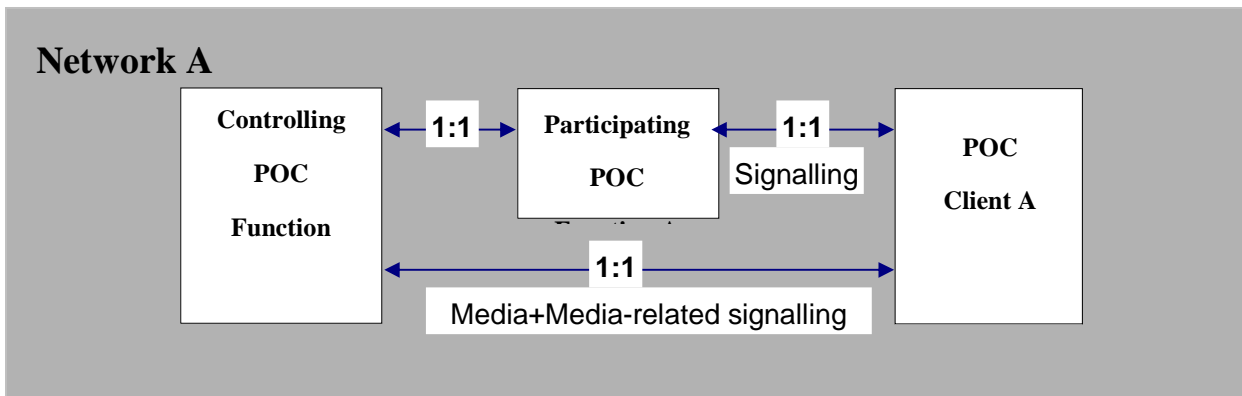 Network A
Controlling
POC
Function
1:1
Participating
POC
1:1
Signalling
POC
Client A
1:1
Media+Media-related signalling